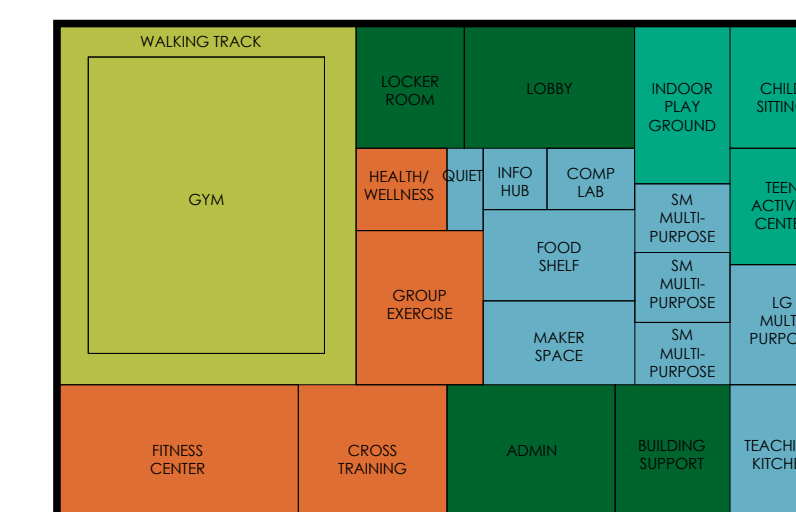 WALKING TRACK
GYM
LOCKER
ROOM
LOBBY
INDOOR
PLAY
GROUND
HEALTH/
WELLNESS
QUIET
INFO
HUB
COMP
LAB
SM
MULTI-
PURPOSE
FOOD
SHELF
SM
MULTI-
PURPOSE
GROUP
EXERCISE
MAKER
SPACE
SM
MULTI-
PURPOSE
LG
FITNESS
CENTER
CROSS
TRAINING
ADMIN
BUILDING
SUPPORT